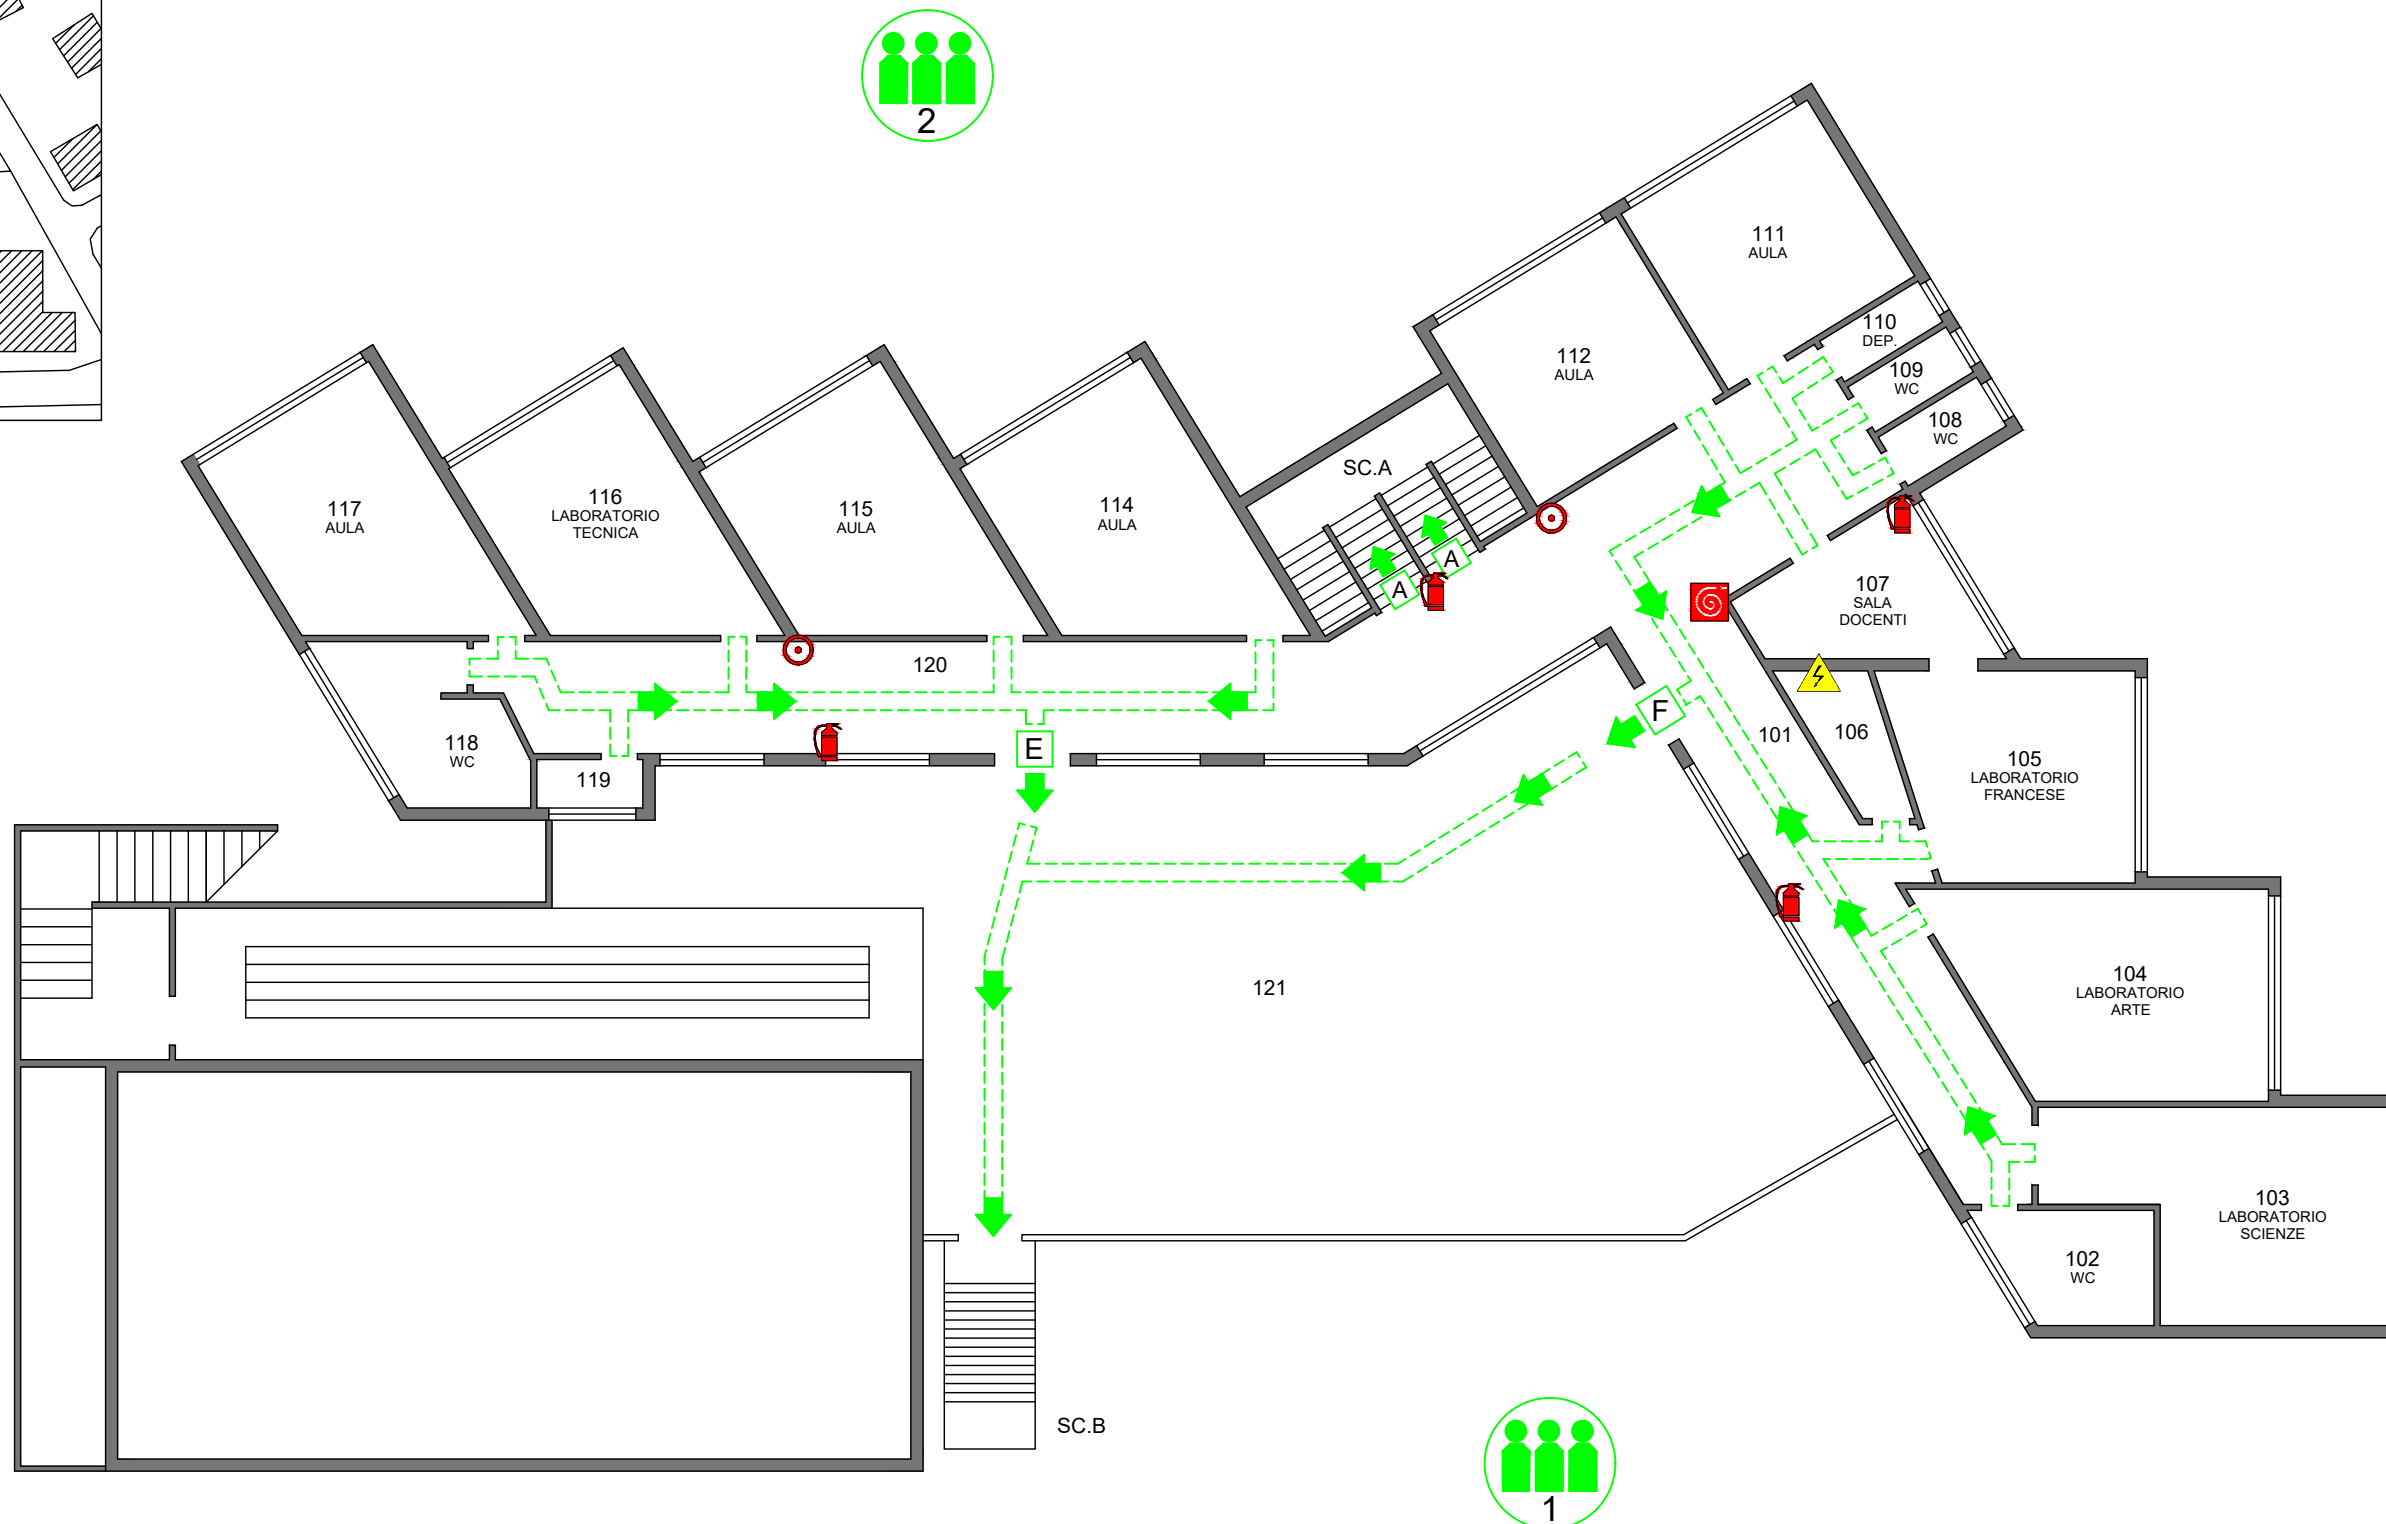 2
111
AULA
110
DEP.
112
AULA
109
WC
108
WC
SC.A
117
AULA
116
LABORATORIO
TECNICA
115
AULA
114
AULA
A
A
107
SALA
DOCENTI
120
F
101
106
118
WC
E
119
105
LABORATORIO
FRANCESE
121
104
LABORATORIO
ARTE
103
LABORATORIO
SCIENZE
102
WC
SC.B
1